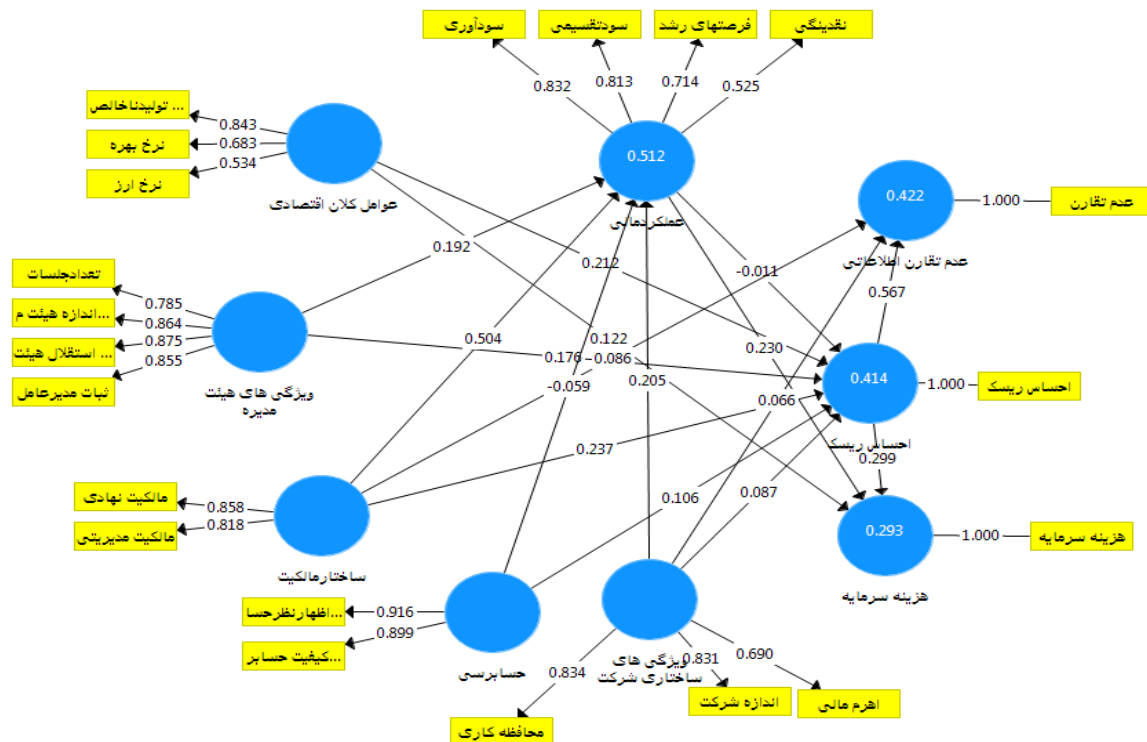 سودآوری
سودتقسیمی
فرصتهای رشد
نقدینگی
0.832
0.813
0.714
0.525
تولیدناخالص ...
نرخ بهره
نرخ ارز
0.843
0.683
0.534
عوامل کلان اقتصادی
0.512
عملکردمالی
0.422
عدم تقارن اطلاعاتی
1.000
عدم تقارن
0.192
0.212
-0.011
0.567
تعدادجلسات
اندازه هیئت م...
استقلال هیئت ...
ثبات مدیرعامل
0.785
0.864
0.875
0.855
ویژگی های هیئت
مدیره
0.504
0.122
0.176
-0.086
0.230
-0.059
0.205
0.066
0.414
احساس ریسک
1.000
احساس ریسک
0.299
0.237
0.106
0.087
مالکیت نهادی
مالکیت مدیریتی
0.858
0.818
ساختارمالکیت
0.293
هزینه سرمایه
1.000
هزینه سرمایه
اظهارنظرحسا...
کیفیت حسابر...
0.916
0.899
حسابرسی
ویژگی های
ساختاری شرکت
0.834
0.831
0.690
محافظه کاری
اندازه شرکت
اهرم مالی